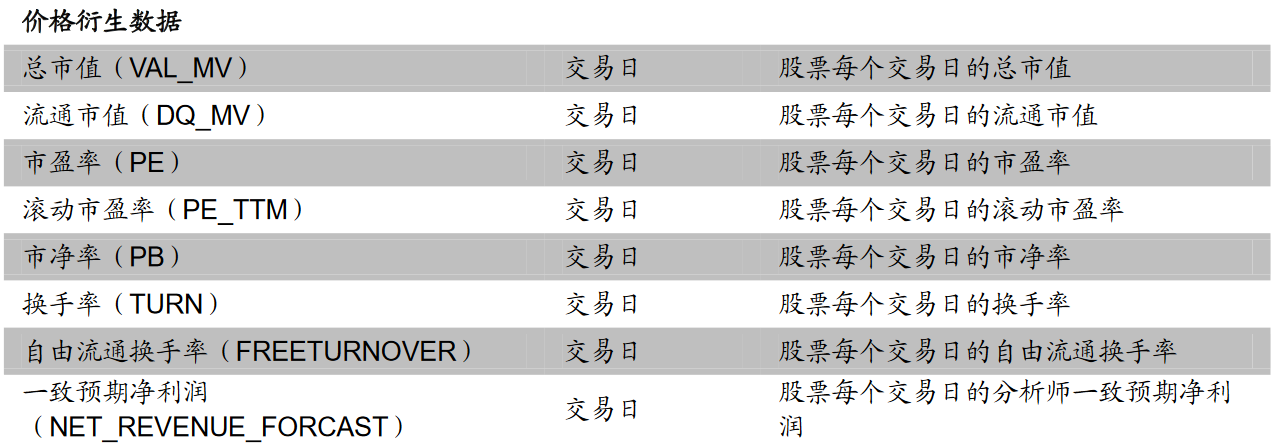 价格衍生数据
总市值（VAL_MV） 交易日 股票每个交易日的总市值
流通市值（DQ_MV） 交易日 股票每个交易日的流通市值
市盈率（PE） 交易日 股票每个交易日的市盈率
滚动市盈率（PE_TTM） 交易日 股票每个交易日的滚动市盈率
市净率（PB） 交易日 股票每个交易日的市净率
换手率（TURN） 交易日 股票每个交易日的换手率
自由流通换手率（FREETURNOVER） 交易日 股票每个交易日的自由流通换手率
一致预期净利润
（NET_REVENUE_FORCAST） 交易日 股票每个交易日的分析师一致预期净利
润